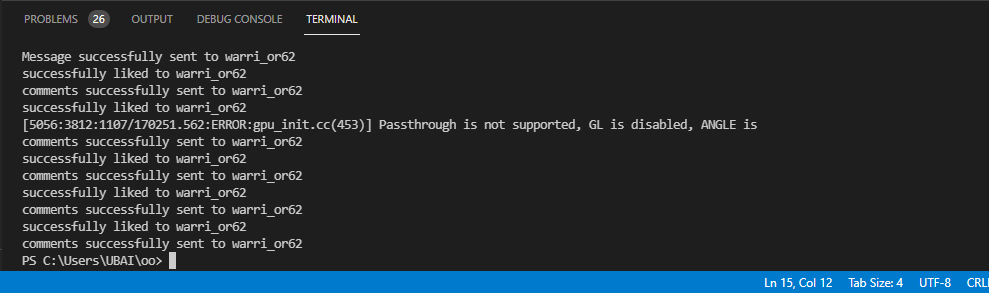 PROBLEMS 26 OUTPUT DEBUG CONSOLE TERMINAL
Message successfully sent to warri_or62
successfully liked to warri_or62
comments successfully sent to warri_or62
successfully liked to warri_or62
[5056:3812:1107/170251.562:ERROR:gpu_init.cc(453)] Passthrough is not supported, GL is disabled, ANGLE is
comments successfully sent to warri_or62
successfully liked to warri_or62
comments successfully sent to warri_or62
successfully liked to warri_or62
comments successfully sent to warri_or62
successfully liked to warri_or62
comments successfully sent to warri_or62
PS C:\Users\UBAI\oo>
Ln 15, Col 12 Tab Size: 4 UTF-8 CRL